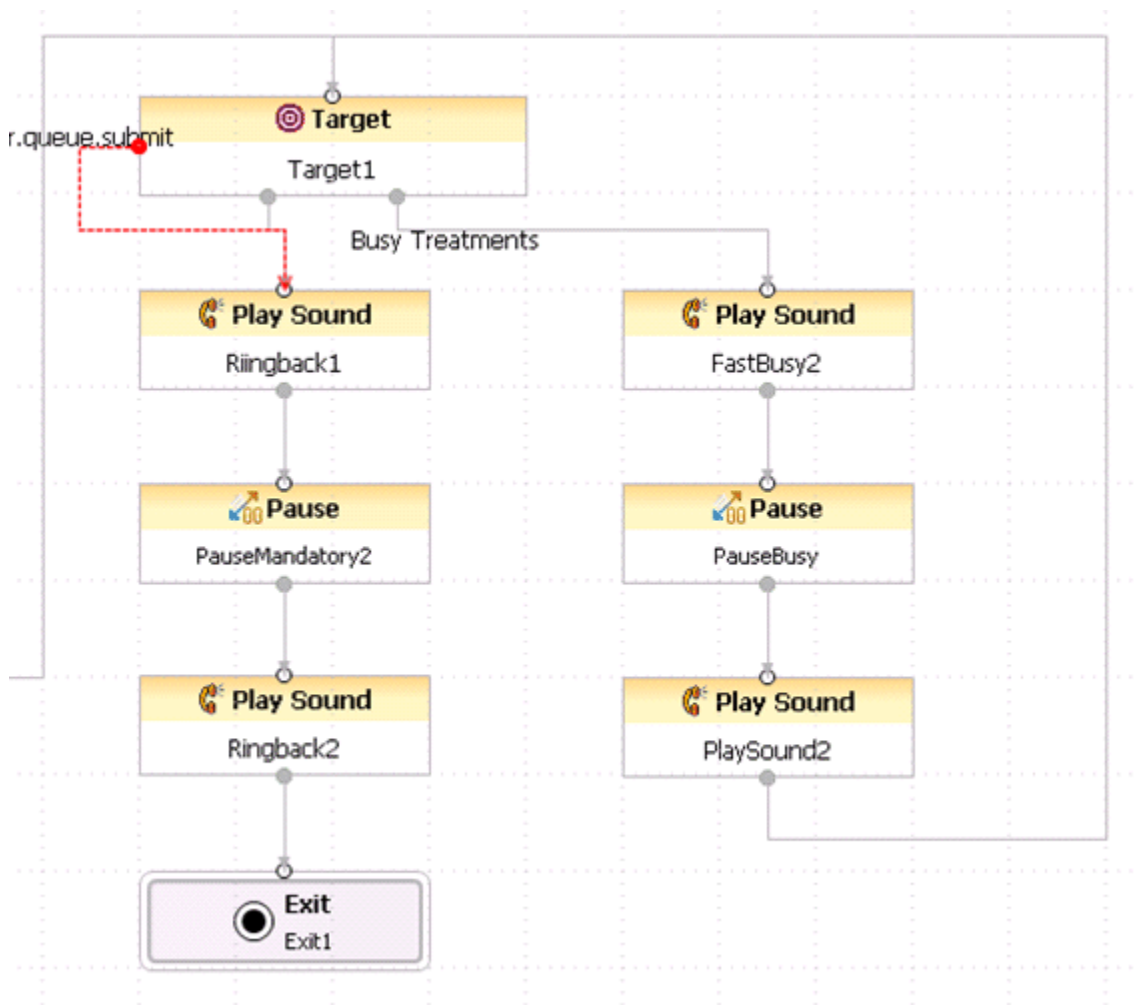 Target
r.queue.submit
Target1
Busy Treatments
Play Sound
Riingback1
Play Sound
FastBusy2
Pause
PauseMandatory2
Pause
PauseBusy
Play Sound
Ringback2
Play Sound
PlaySound2
Exit
Exit1